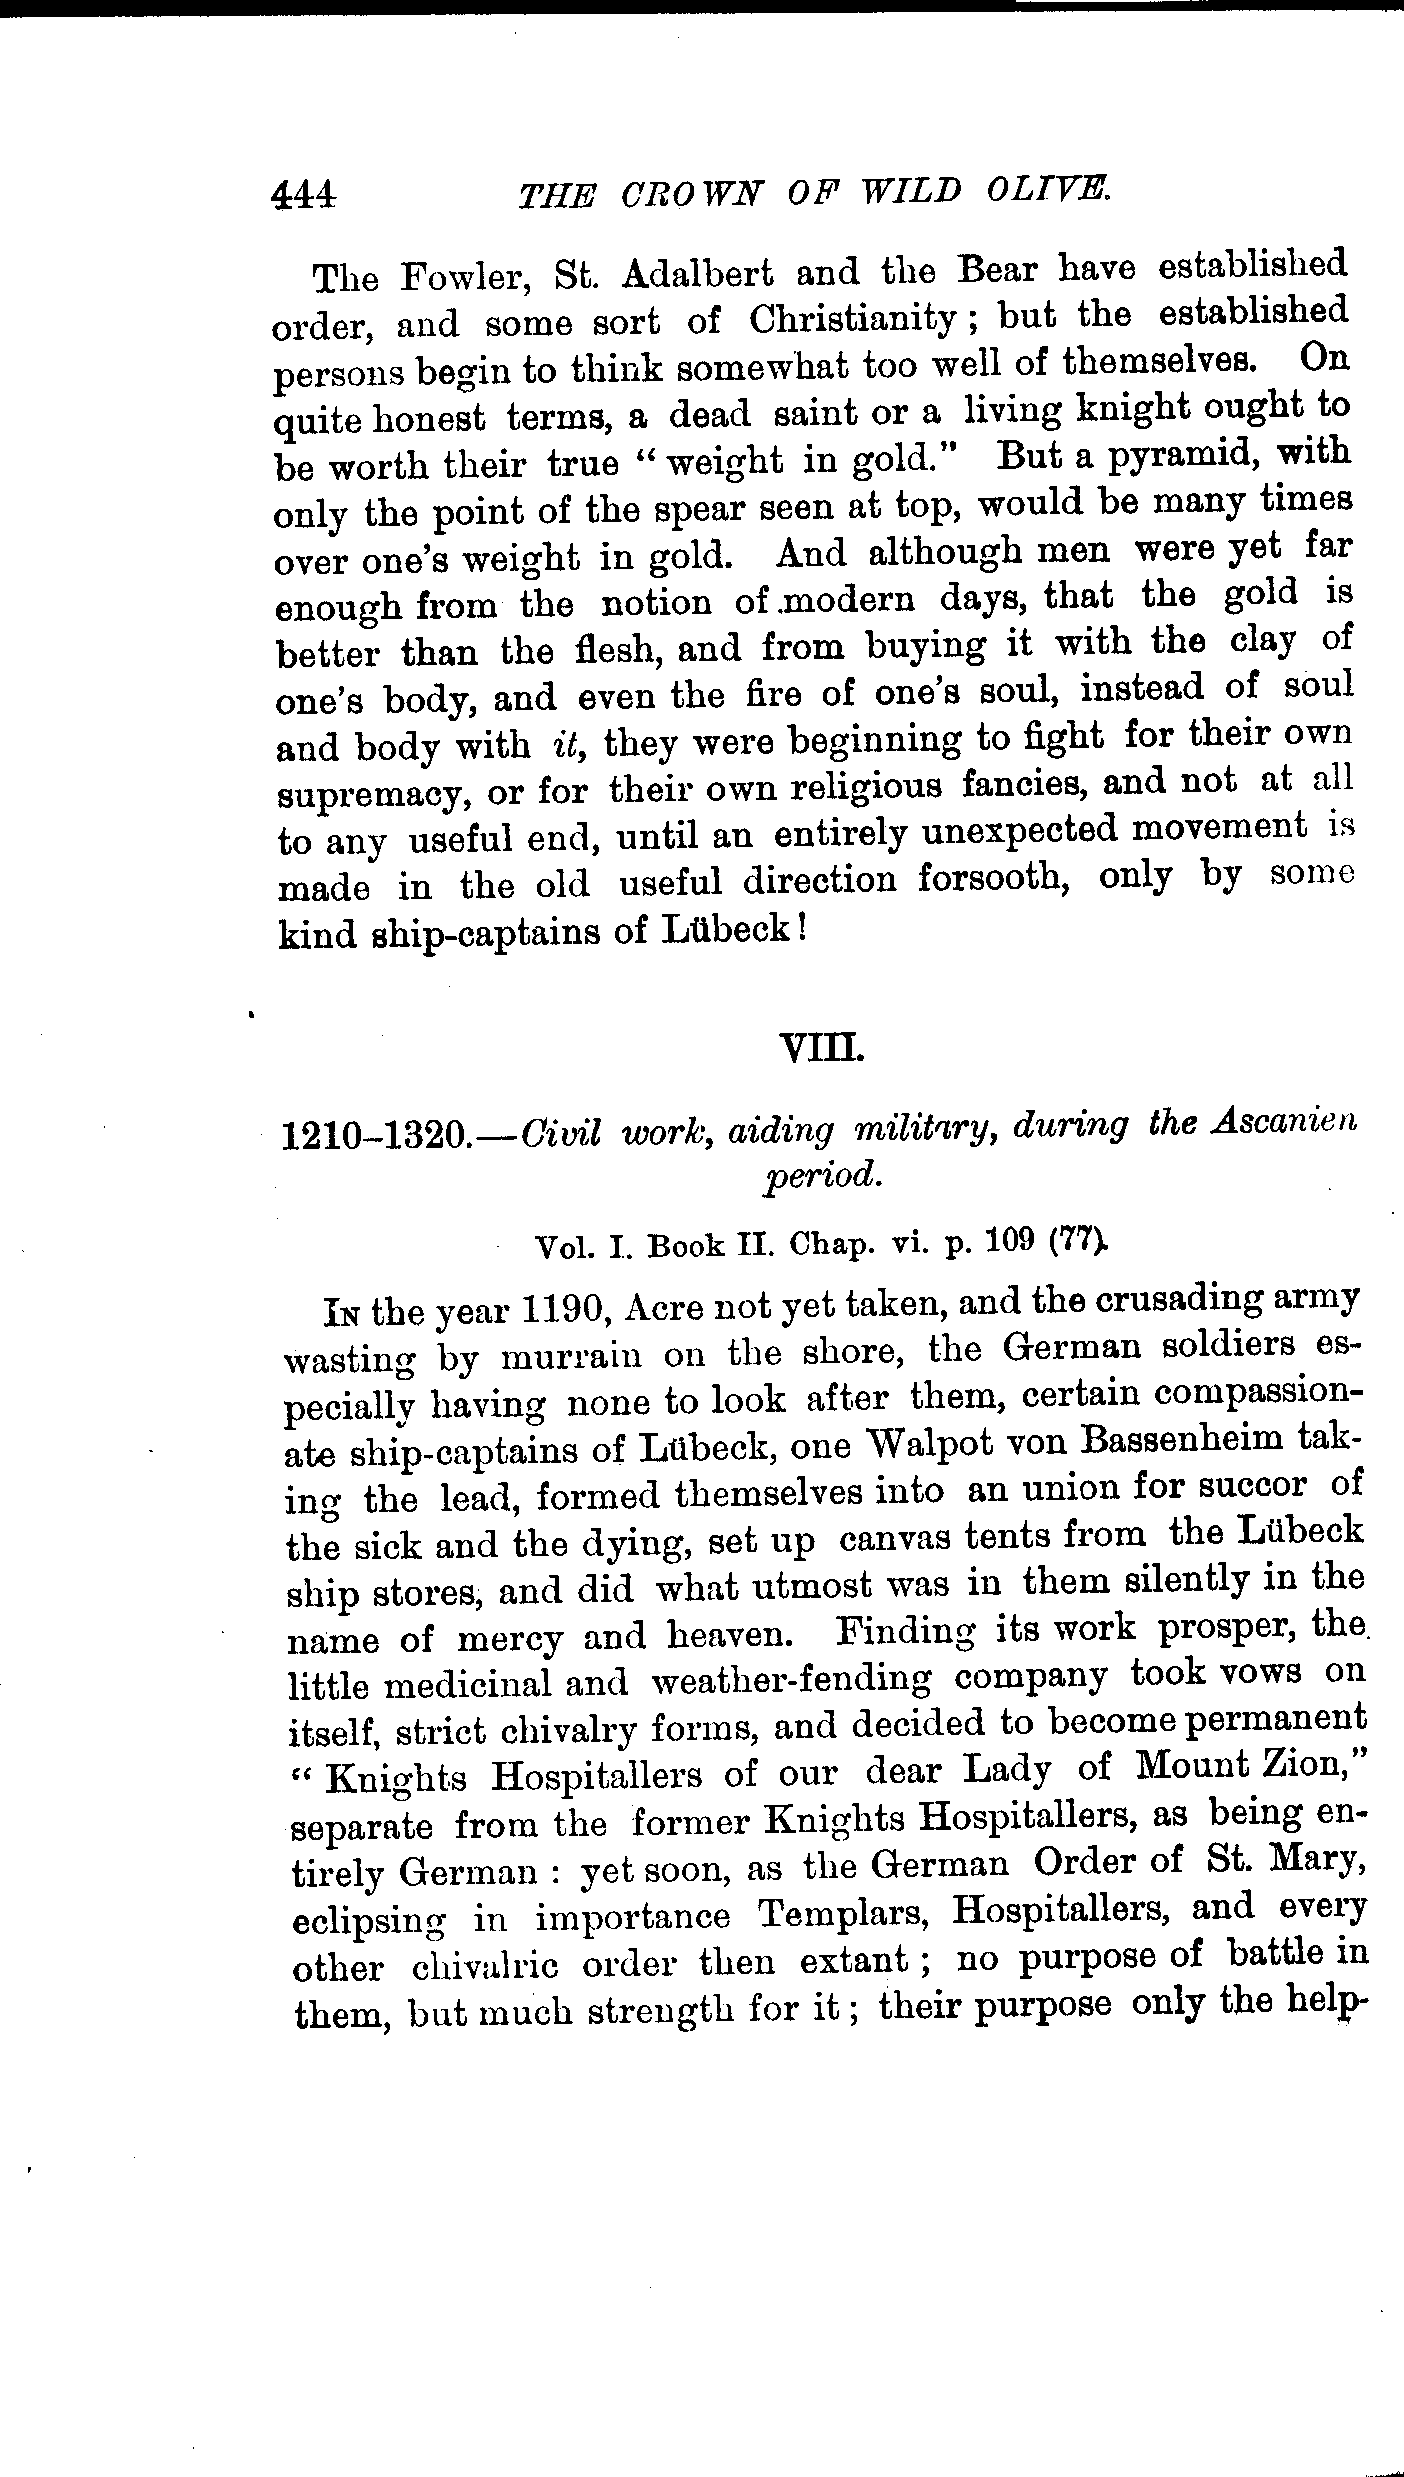 444 THE CROWN OF WILD OLIVE.
The Fowler, St. Adalbert and the Bear have established
order, and some sort of Christianity ; but the established
persons begin to think somewhat too well of themselves. On
quite honest terms, a dead saint or a living knight ought to
be worth their true “ weight in gold.” But a pyramid, with
only the point of the spear seen at top, would be many times
over one's weight in gold. And although men were yet far
enough from the notion of modern days, that the gold is
better than the flesh, and from buying it with the clay of
one's body, and even the fire of one's soul, instead of soul
and body with it, they were beginning to fight for their own
supremacy, or for their own religious fancies, and not at all
to any useful end, until an entirely unexpected movement is
made in the old useful direction forsooth, only by some
kind ship-captains of Lübeck!
VIII.
1210–1320.—Civil work, aiding military, during the Ascanien
period.
Vol. I. Book II. Chap. vi. p. 109 (77).
IN the year 1190, Acre not yet taken, and the crusading army
wasting by murrain on the shore, the German soldiers es-
pecially having none to look after them, certain compassion-
ate ship-captains of Lübeck, one Walpot von Bassenheim tak-
ing the lead, formed themselves into an union for succor of
the sick and the dying, set up canvas tents from the Lübeck
ship stores, and did what utmost was in them silently in the
name of mercy and heaven. Finding its work prosper, the
little medicinal and weather-fending company took vows on
itself, strict chivalry forms, and decided to become permanent
“ Knights Hospitallers of our dear Lady of Mount Zion,”
separate from the former Knights Hospitallers, as being en-
tirely German : yet soon, as the German Order of St. Mary,
eclipsing in importance Templars, Hospitallers, and every
other chivalric order then extant ; no purpose of battle in
them, but much strength for it ; their purpose only the help-